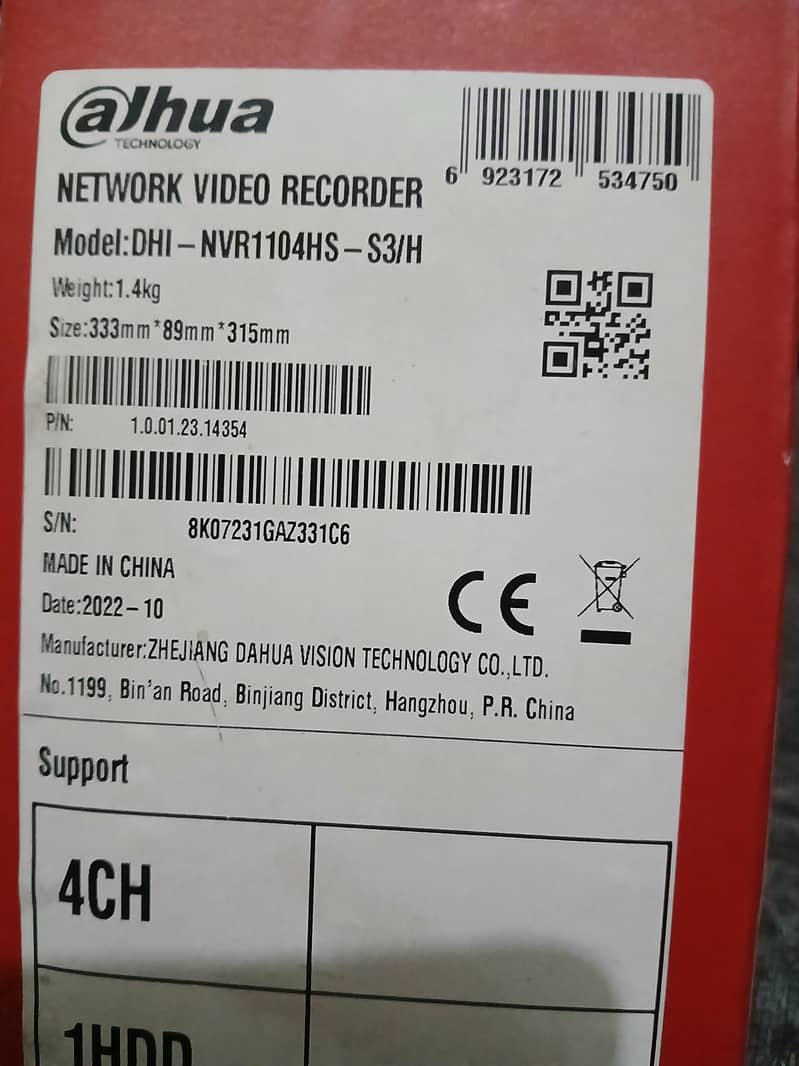 alhua
TECHNOLOGY
6 923172 534750
NETWORK VIDEO RECORDER
Model:DHI-NVR1104HS-S3/H
Weight:1.4kg
Size:333mm*89mm*315mm
P/N: 1.0.01.23.14354
S/N: 8K07231GAZ331C6
MADE IN CHINA
Date:2022-10
CE
Manufacturer:ZHEJIANG DAHUA VISION TECHNOLOGY CO.,LTD.
No.1199, Bin'an Road, Binjiang District, Hangzhou, P.R. China
Support
4CH
1HDD